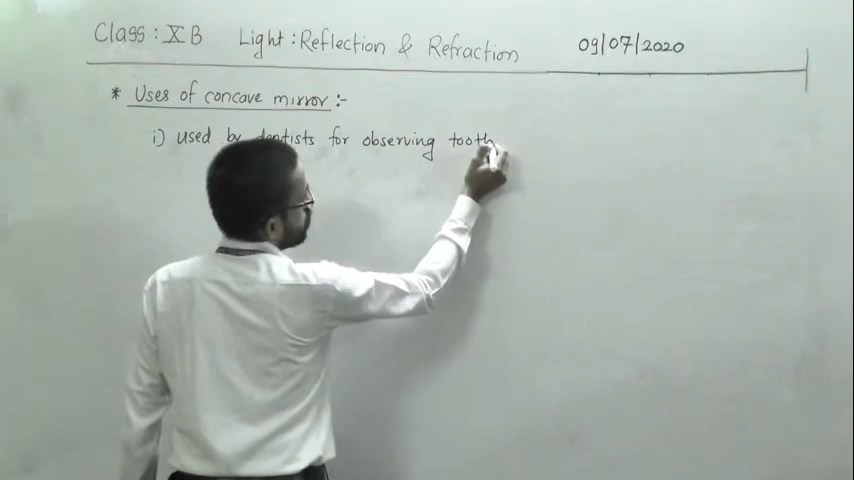 Class : X B Light : Reflection & Refraction 09/07/2020
* Uses of concave mirror :-
i) used by dentists for observing tooth